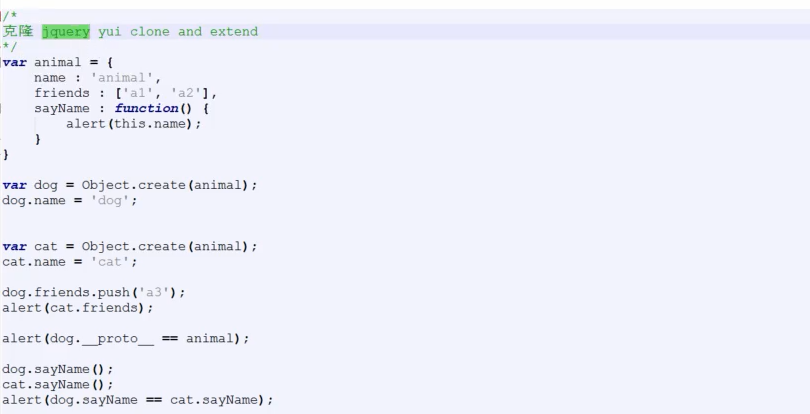 /*
克隆 jquery yui clone and extend
*/
var animal = {
    name : 'animal',
    friends : ['a1', 'a2'],
    sayName : function() {
        alert(this.name);
    }
}
var dog = Object.create(animal);
dog.name = 'dog';
var cat = Object.create(animal);
cat.name = 'cat';
dog.friends.push('a3');
alert(cat.friends);
alert(dog.__proto__ == animal);
dog.sayName();
cat.sayName();
alert(dog.sayName == cat.sayName);